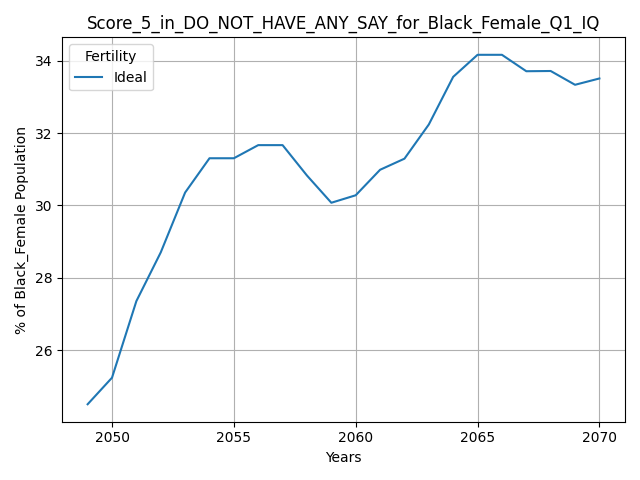 Score_5_in_DO_NOT_HAVE_ANY_SAY_for_Black_Female_Q1_IQ
Fertility
Ideal
% of Black_Female Population
34
32
30
28
26
2050
2055
2060
2065
2070
Years